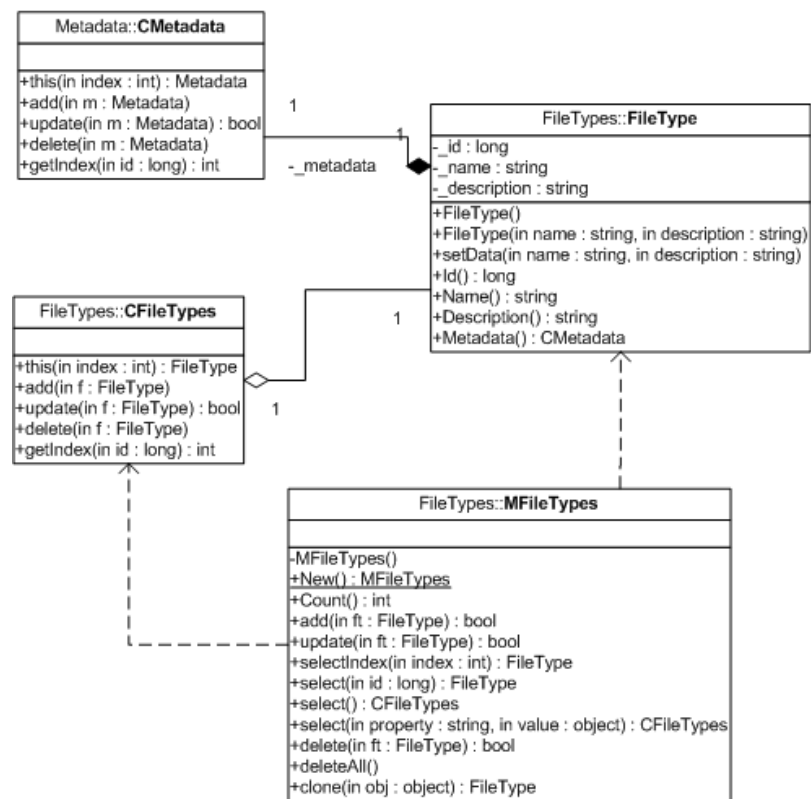 Metadata::CMetadata
+this(in index : int) : Metadata
+add(in m : Metadata)
+update(in m : Metadata) : bool
+delete(in m : Metadata)
+getIndex(in id : long) : int
1
1
-_metadata
FileTypes::FileType
-_id : long
-_name : string
-_description : string
+FileType()
+FileType(in name : string, in description : string)
+setData(in name : string, in description : string)
+Id() : long
+Name() : string
+Description() : string
+Metadata() : CMetadata
FileTypes::CFileTypes
+this(in index : int) : FileType
+add(in f : FileType)
+update(in f : FileType) : bool
+delete(in f : FileType)
+getIndex(in id : long) : int
1
1
FileTypes::MFileTypes
-MFileTypes()
+New() : MFileTypes
+Count() : int
+add(in ft : FileType) : bool
+update(in ft : FileType) : bool
+selectIndex(in index : int) : FileType
+select(in id : long) : FileType
+select() : CFileTypes
+select(in property : string, in value : object) : CFileTypes
+delete(in ft : FileType) : bool
+deleteAll()
+clone(in obj : object) : FileType